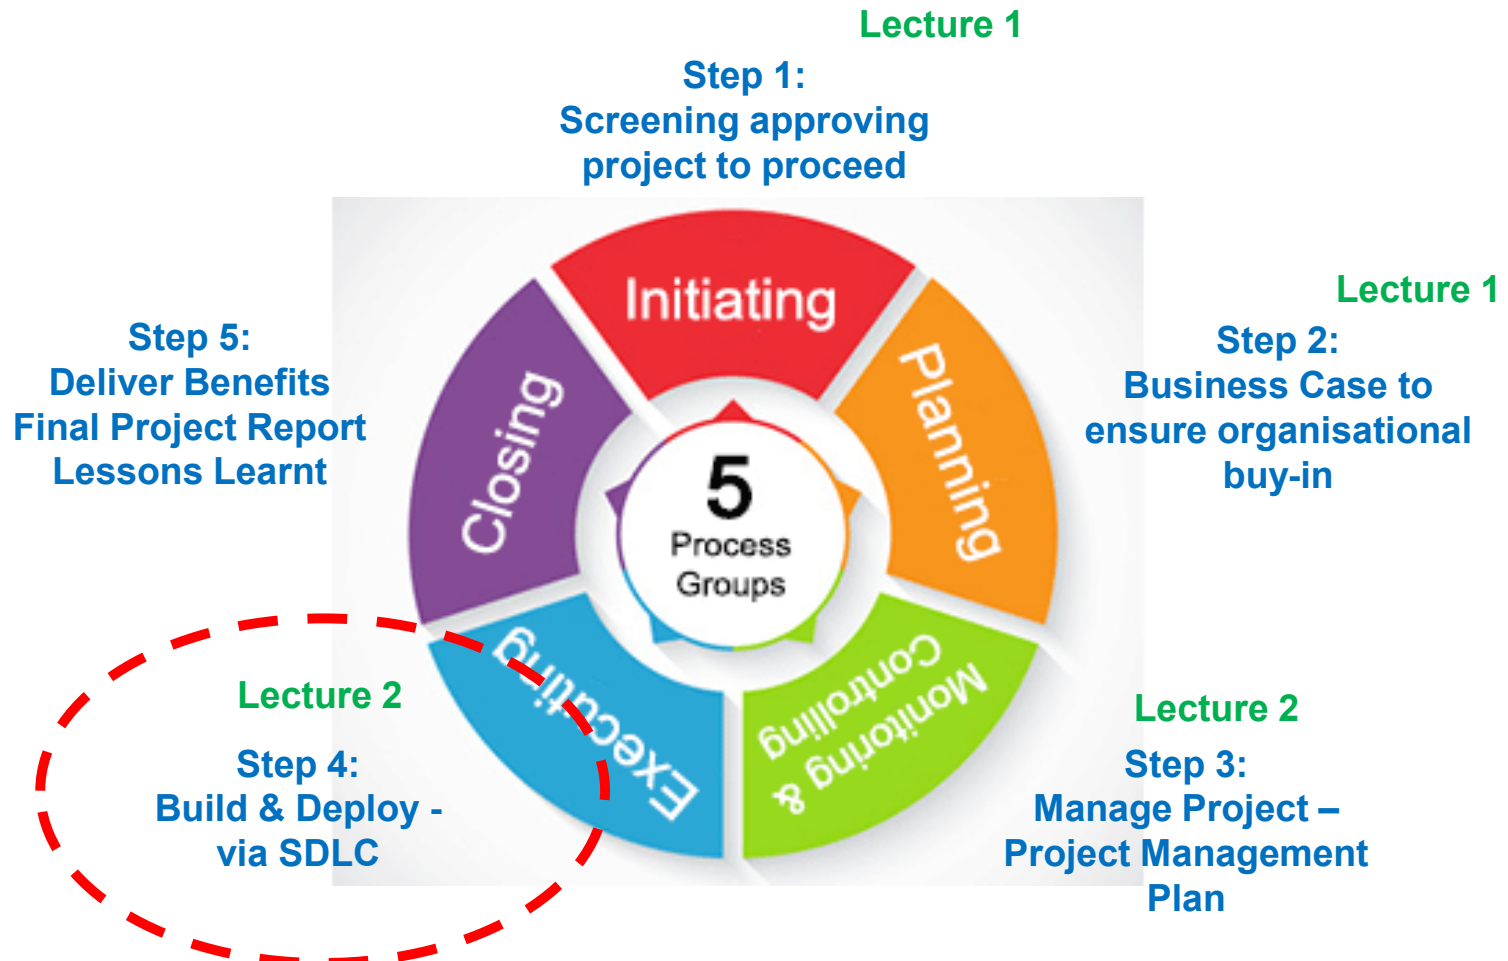 Lecture 1
Step 1:
Screening approving
project to proceed
Initiating
Lecture 1
Step 2:
Business Case to
ensure organisational
buy-in
Planning
Step 5:
Deliver Benefits
Final Project Report
Lessons Learnt
Closing
5
Process
Groups
Lecture 2
Step 4:
Build & Deploy -
via SDLC
Executing
Monitoring &
Controlling
Lecture 2
Step 3:
Manage Project –
Project Management
Plan